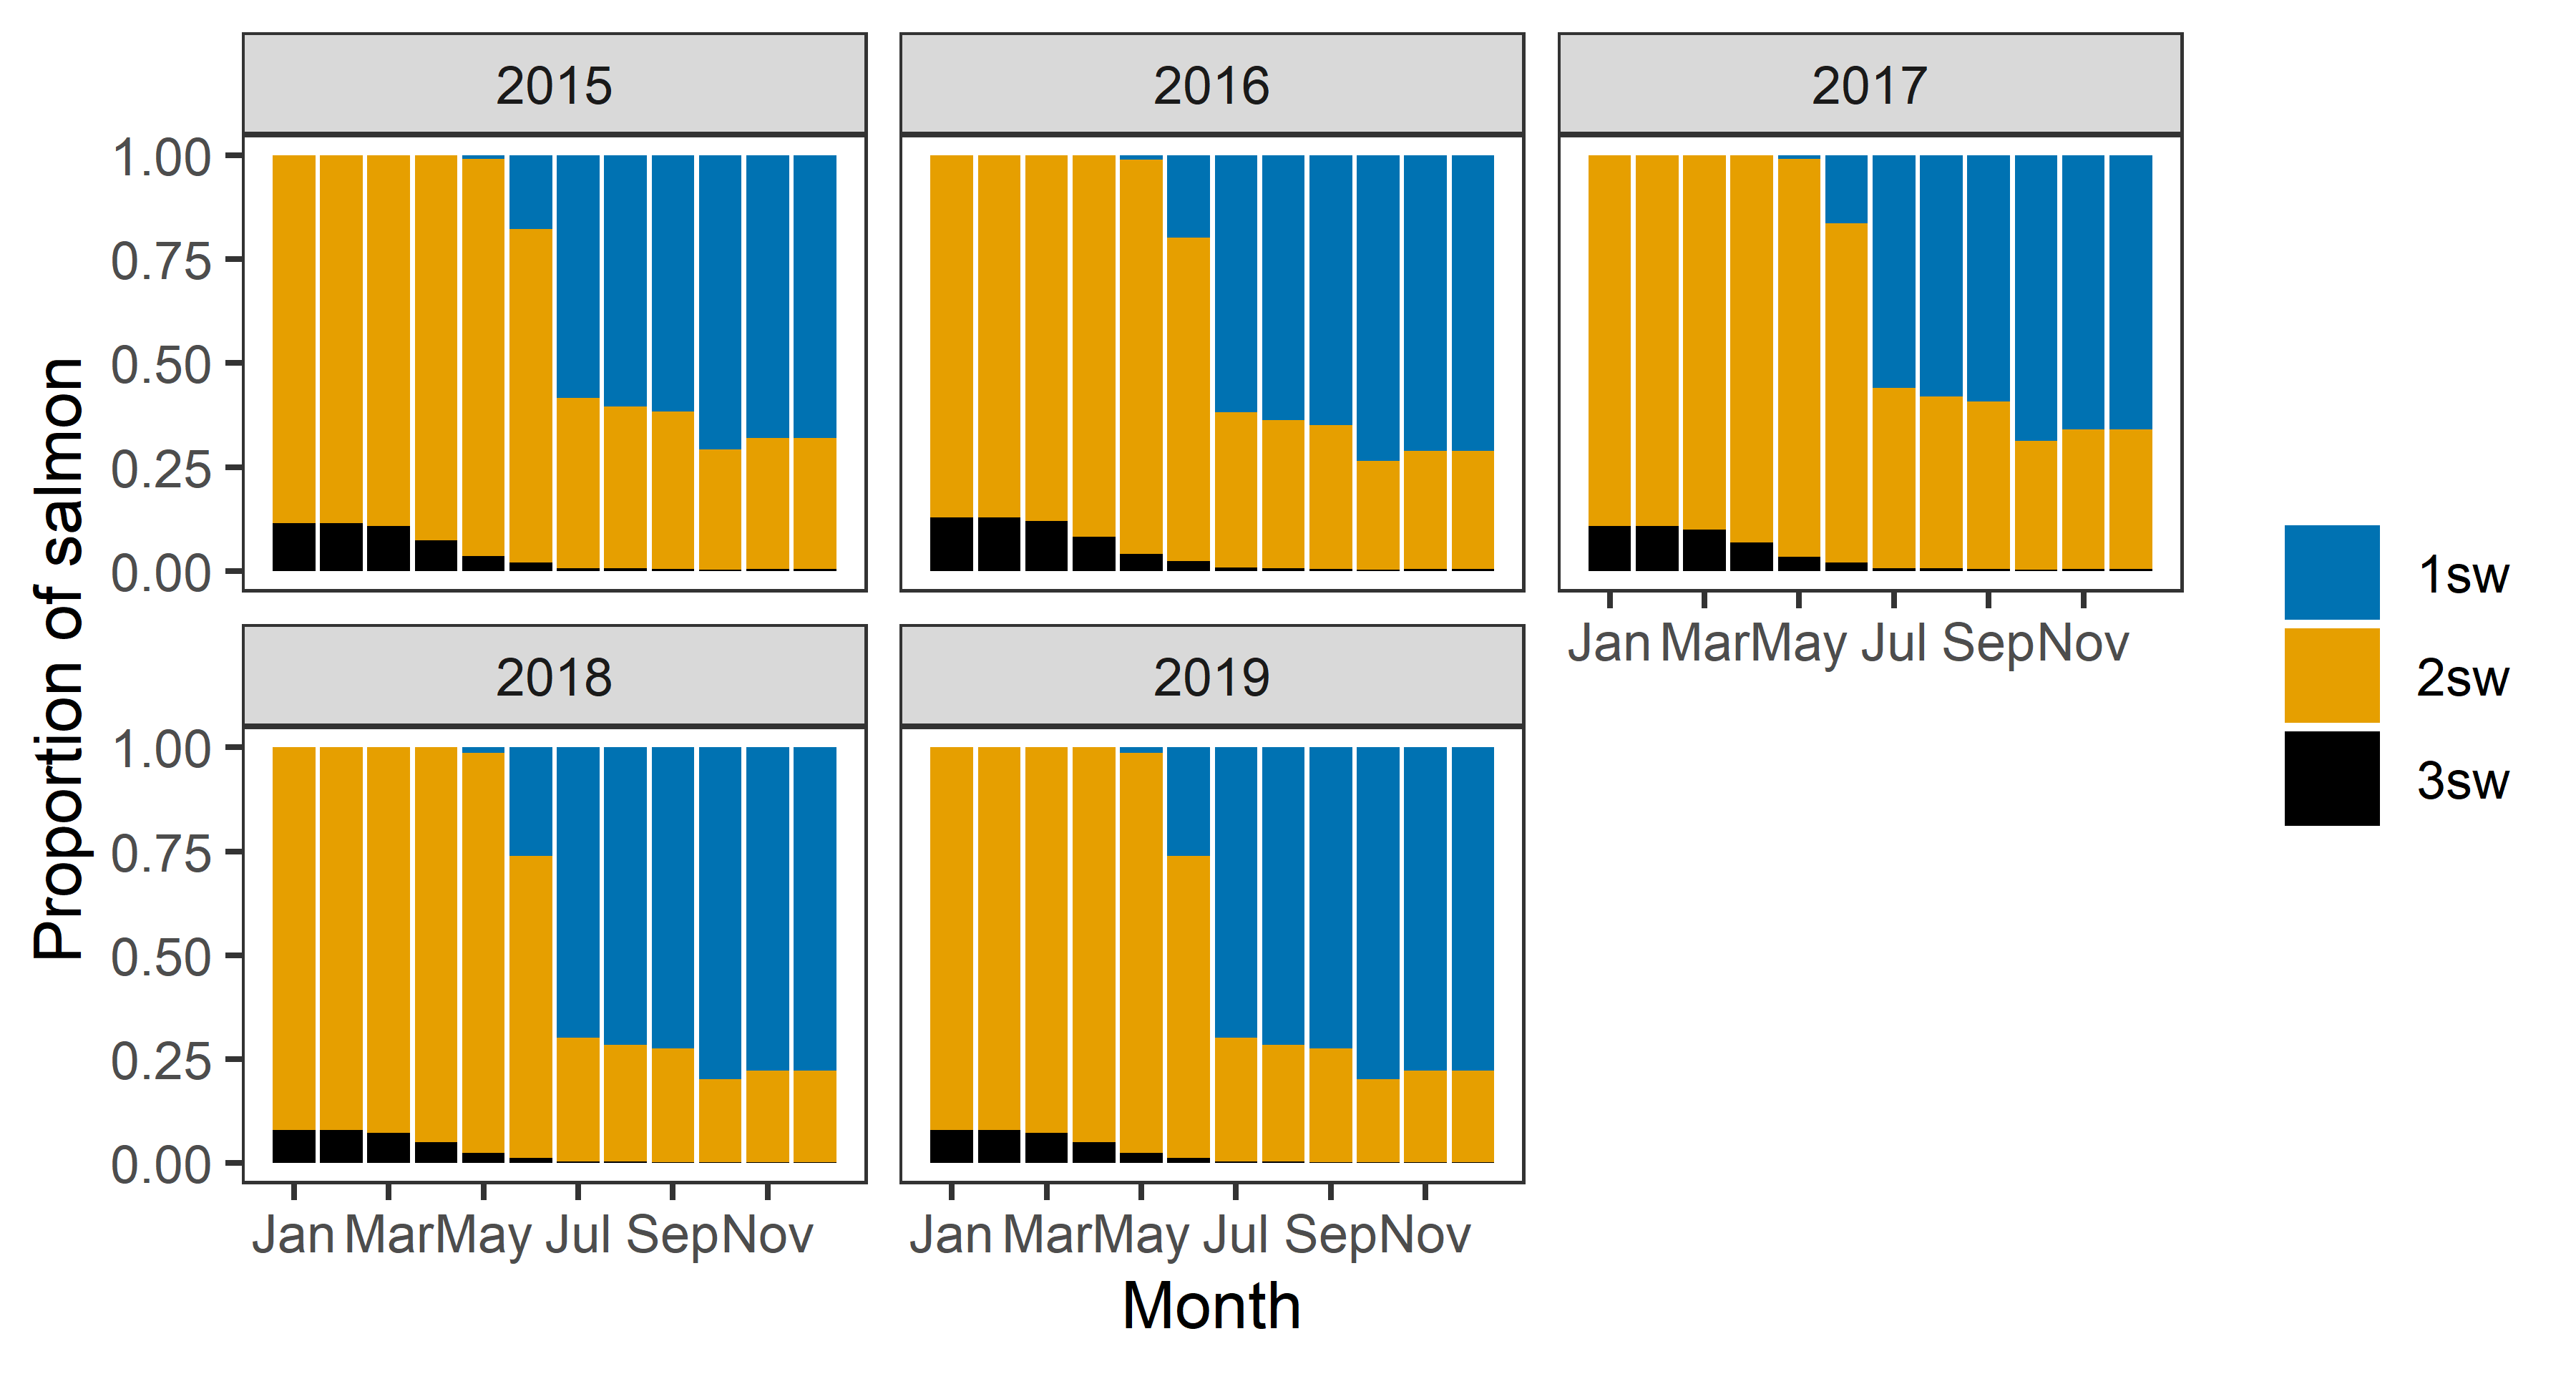 2015 2016 2017
Proportion of salmon
1.00
0.75
0.50
0.25
0.00
Jan Mar May Jul Sep Nov
1sw
2sw
3sw
2018 2019
1.00
0.75
0.50
0.25
0.00
Jan Mar May Jul Sep Nov
Jan Mar May Jul Sep Nov
Month